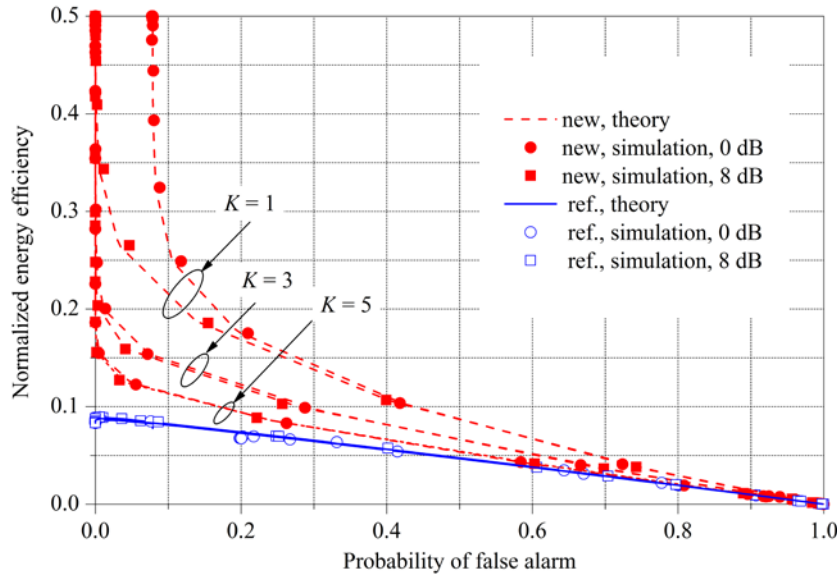 0.5
0.5
0.3
0.2
0.1
0.0
Normalized energy efficiency
new, theory
new, simulation, 0 dB
new, simulation, 8 dB
ref., theory
ref., simulation, 0 dB
ref., simulation, 8 dB
K = 1
K = 3
K = 5
0.0 0.2 0.4 0.6 0.8 1.0
Probability of false alarm